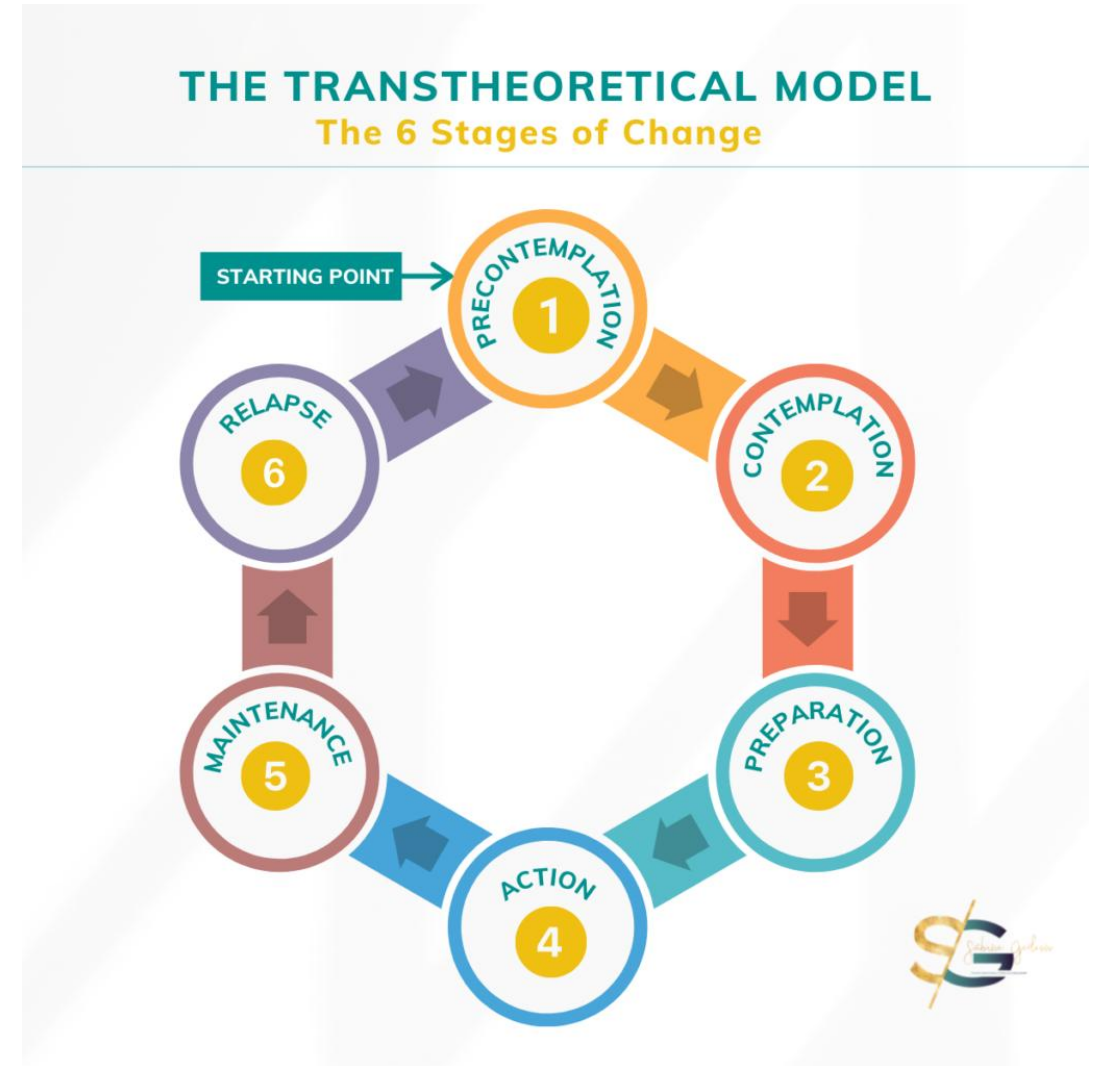 THE TRANSTHEORETICAL MODEL
The 6 Stages of Change
STARTING POINT
PRECONTEMPLATION
1
CONTEMPLATION
2
PREPARATION
3
ACTION
4
MAINTENANCE
5
RELAPSE
6
SG